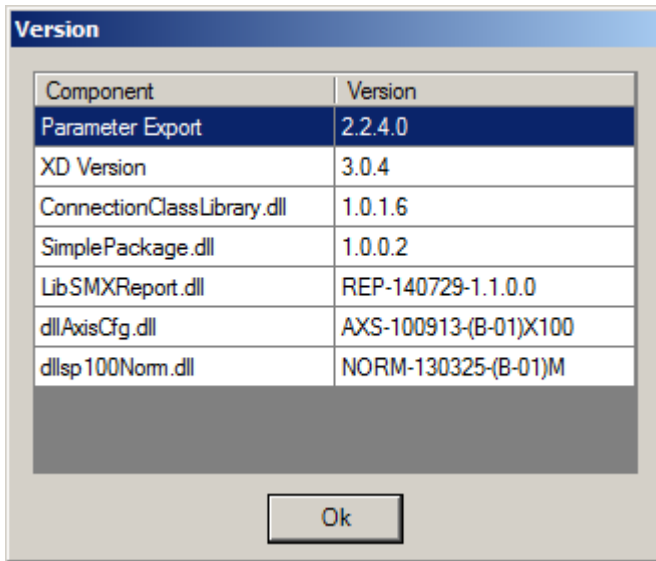 Version
Component Version
Parameter Export 2.2.4.0
XD Version 3.0.4
ConnectionClassLibrary.dll 1.0.1.6
SimplePackage.dll 1.0.0.2
LibSMXReport.dll REP-140729-1.1.0.0
dllAxisCfg.dll AXS-100913-(B-01)X100
dllsp100Norm.dll NORM-130325-(B-01)M
Ok